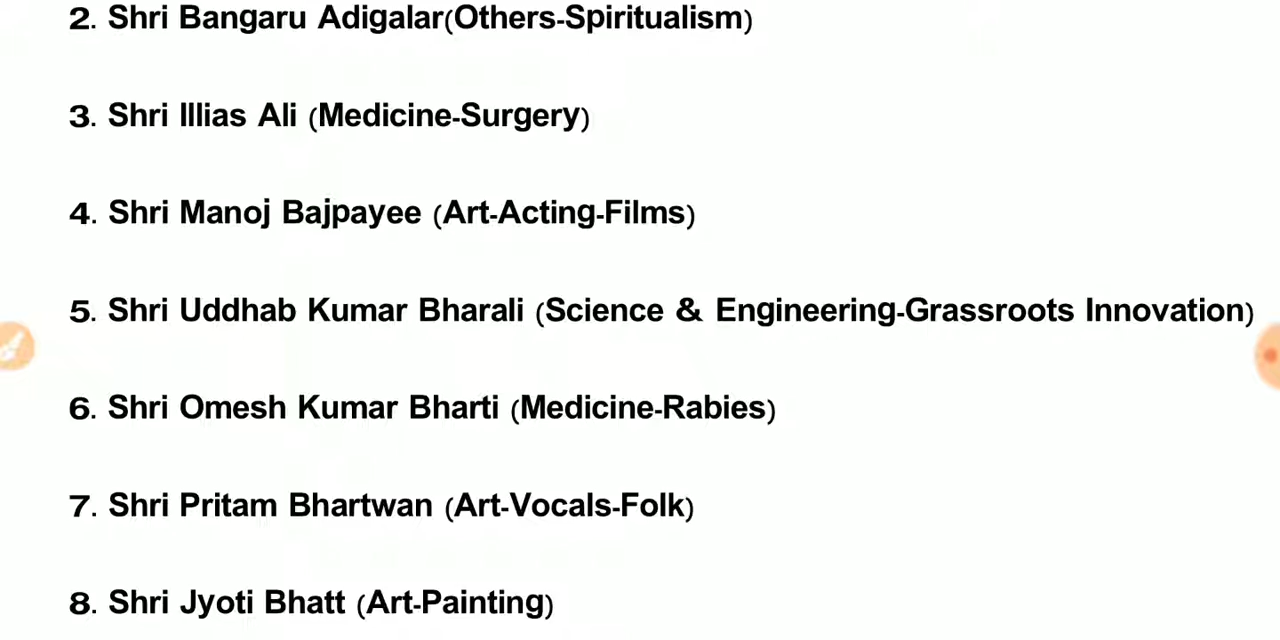 2. Shri Bangaru Adigalar(Others-Spiritualism)
3. Shri Illias Ali (Medicine-Surgery)
4. Shri Manoj Bajpayee (Art-Acting-Films)
5. Shri Uddhab Kumar Bharali (Science & Engineering-Grassroots Innovation)
6. Shri Omesh Kumar Bharti (Medicine-Rabies)
7. Shri Pritam Bhartwan (Art-Vocals-Folk)
8. Shri Jyoti Bhatt (Art-Painting)